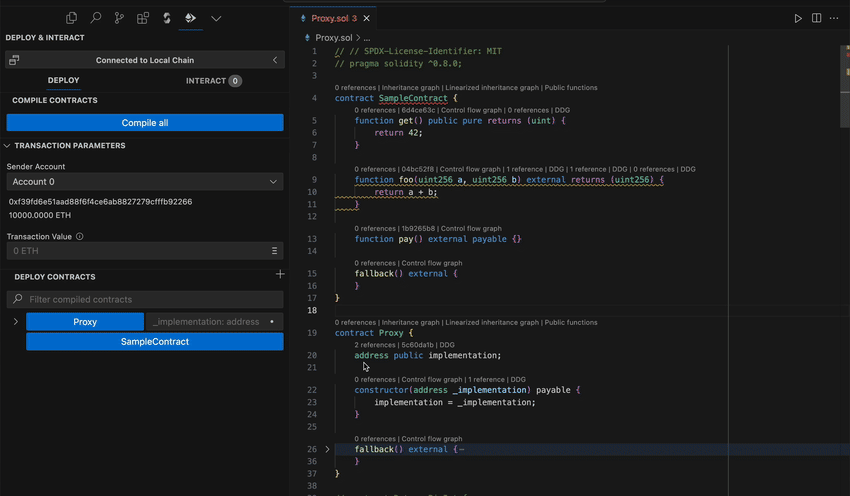 DEPLOY & INTERACT
Connected to Local Chain
DEPLOY INTERACT 0
COMPILE CONTRACTS
Compile all
TRANSACTION PARAMETERS
Sender Account
Account 0
0xf39fd6e51aad88f6f4ce6ab8827279cfffb92266
10000.0000 ETH
Transaction Value
0 ETH
DEPLOY CONTRACTS
Filter compiled contracts
Proxy _implementation: address
SampleContract
Proxy.sol 3
Proxy.sol > ...
1 // // SPDX-License-Identifier: MIT
2 // pragma solidity ^0.8.0;
3
0 references | Inheritance graph | Linearized inheritance graph | Public functions
4 contract SampleContract {
0 references | 6d4ce63c | Control flow graph | 0 references | DDG
5 function get() public pure returns (uint) {
6 return 42;
7 }
8
0 references | 04bc52f8 | Control flow graph | 1 reference | DDG | 1 reference | DDG | 0 references | DDG
9 function foo(uint256 a, uint256 b) external returns (uint256) {
10 return a + b;
11 }
12
0 references | 1b9265b8 | Control flow graph
13 function pay() external payable {}
14
0 references | Control flow graph
15 fallback() external {
16 }
17 }
18
0 references | Inheritance graph | Linearized inheritance graph | Public functions
19 contract Proxy {
2 references | 5c60da1b | DDG
20 address public implementation;
21
0 references | Control flow graph | 1 reference | DDG
22 constructor(address _implementation) payable {
23 implementation = _implementation;
24 }
25
0 references | Control flow graph
26 fallback() external {⋯
36 }
37 }
38